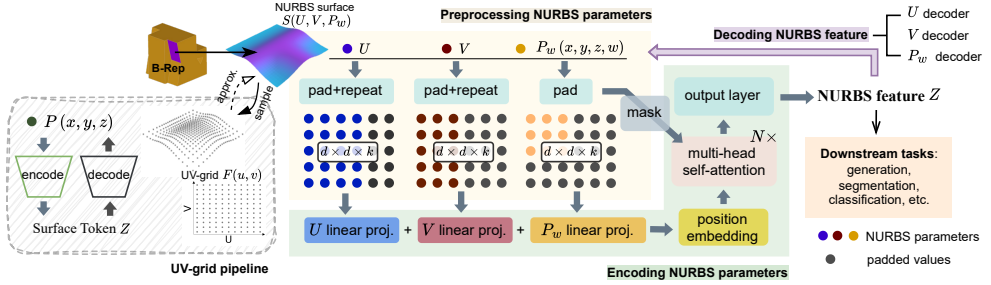 NURBS surface
S(U, V, P_w)
B-Rep
approx.
sample
Preprocessing NURBS parameters
U
V
P_w (x, y, z, w)
pad+repeat
pad+repeat
pad
d × d × k
d × d × k
d × d × k
mask
output layer
N×
multi-head
self-attention
position
embedding
U linear proj.
+
V linear proj.
+
P_w linear proj.
Encoding NURBS parameters
Decoding NURBS feature
U decoder
V decoder
P_w decoder
NURBS feature Z
Downstream tasks:
generation,
segmentation,
classification, etc.
NURBS parameters
padded values
P (x, y, z)
encode
decode
Surface Token Z
UV-grid F(u, v)
V
U
UV-grid pipeline